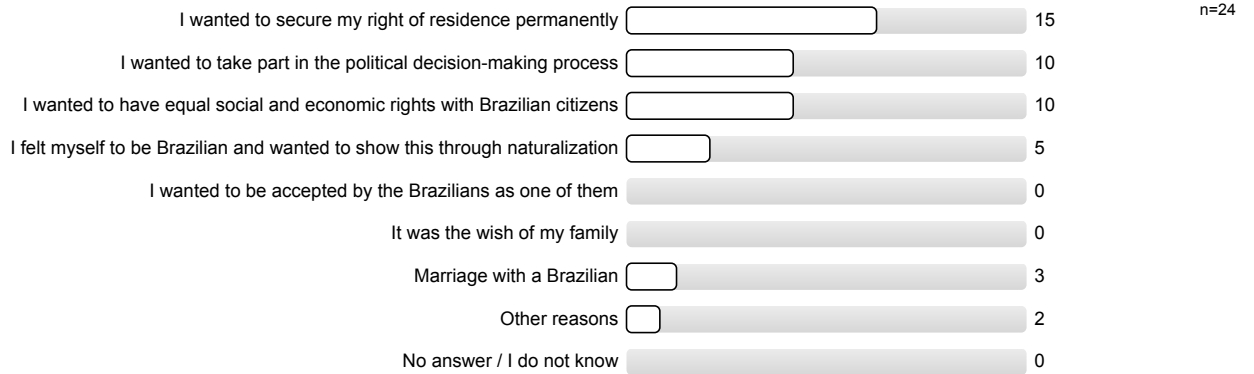 I wanted to secure my right of residence permanently 15 n=24
I wanted to take part in the political decision-making process 10
I wanted to have equal social and economic rights with Brazilian citizens 10
I felt myself to be Brazilian and wanted to show this through naturalization 5
I wanted to be accepted by the Brazilians as one of them 0
It was the wish of my family 0
Marriage with a Brazilian 3
Other reasons 2
No answer / I do not know 0